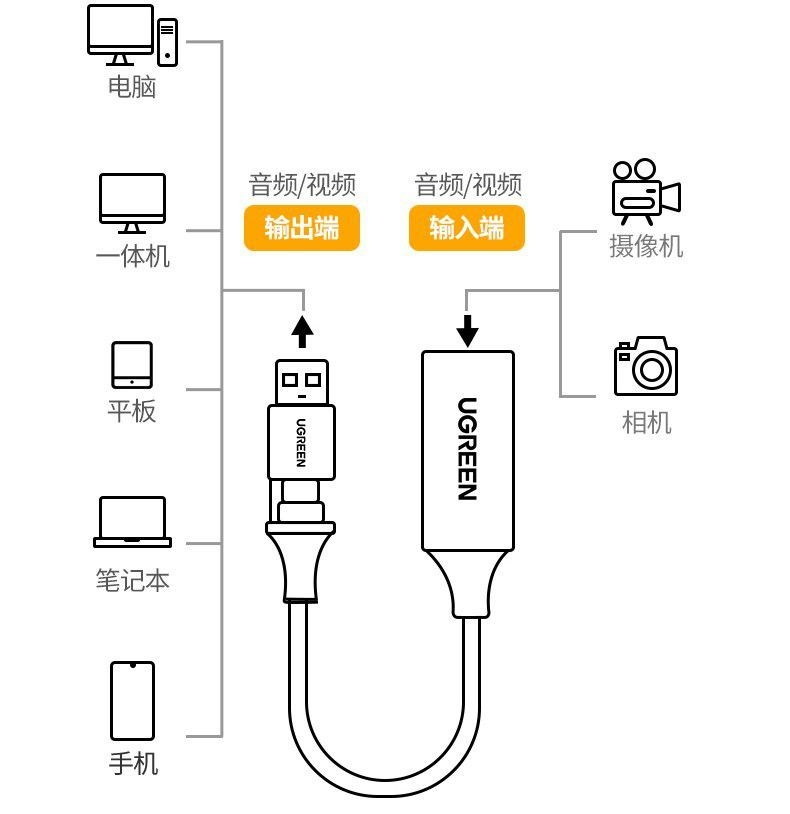 电脑
一体机
平板
笔记本
手机
音频/视频
输出端
音频/视频
输入端
UGREEN
UGREEN
摄像机
相机